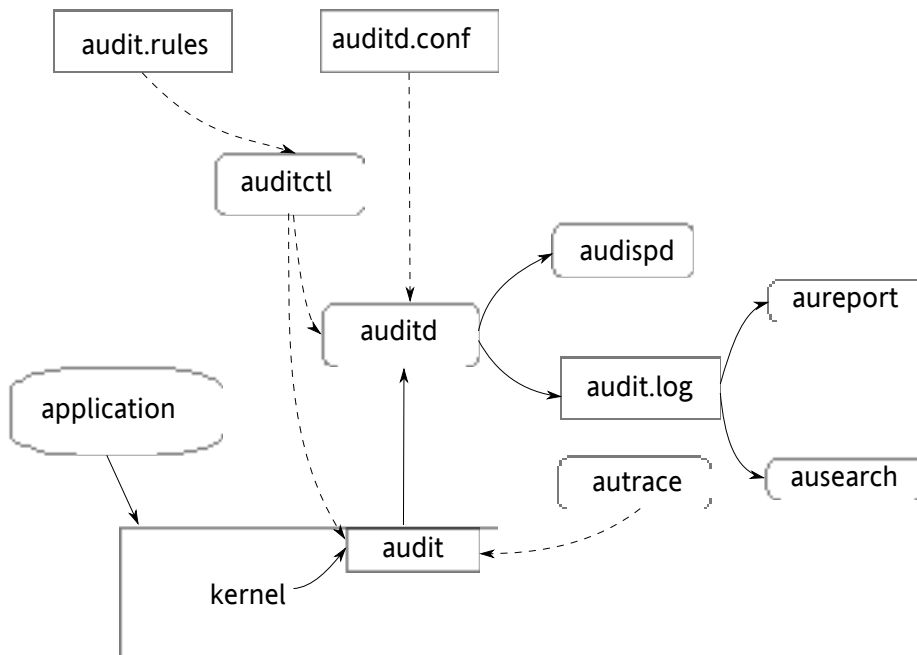 audit.rules
auditd.conf
auditctl
audispd
aureport
auditd
audit.log
application
autrace
ausearch
audit
kernel